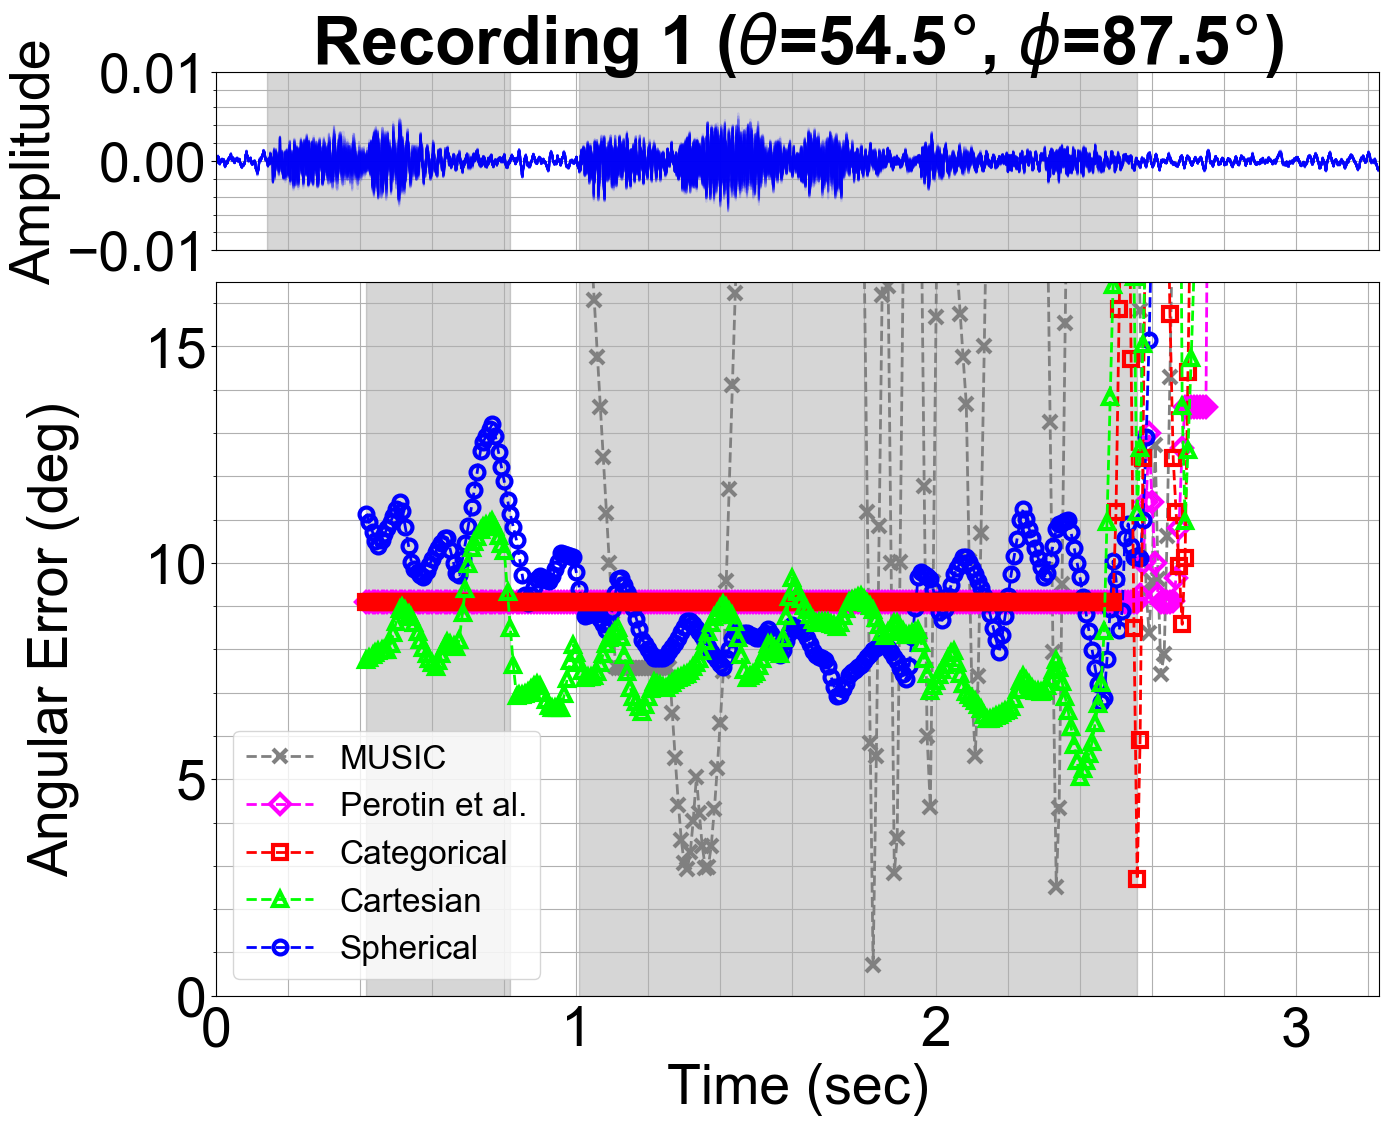 Recording 1 (θ=54.5°, ϕ=87.5°)
Amplitude
0.01
0.00
−0.01
Angular Error (deg)
15
10
5
0
MUSIC
Perotin et al.
Categorical
Cartesian
Spherical
0 1 2 3
Time (sec)